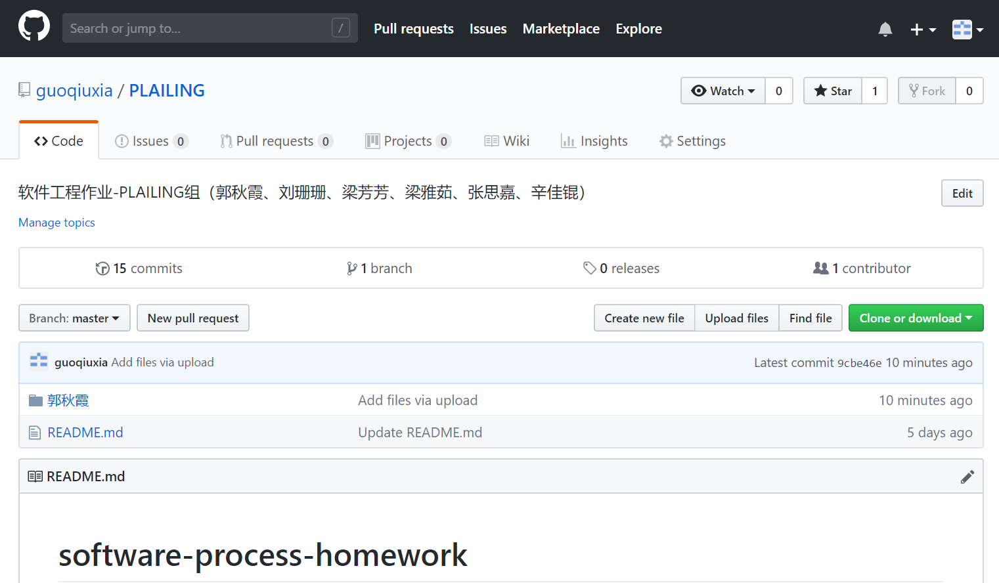 Search or jump to... / Pull requests Issues Marketplace Explore
guoqiuxia / PLAILING Watch 0 Star 1 Fork 0
Code Issues 0 Pull requests 0 Projects 0 Wiki Insights Settings
软件工程作业-PLAILING组（郭秋霞、刘珊珊、梁芳芳、梁雅茹、张思嘉、辛佳锟） Edit
Manage topics
15 commits 1 branch 0 releases 1 contributor
Branch: master New pull request Create new file Upload files Find file Clone or download
guoqiuxia Add files via upload Latest commit 9cbe46e 10 minutes ago
郭秋霞 Add files via upload 10 minutes ago
README.md Update README.md 5 days ago
README.md
software-process-homework